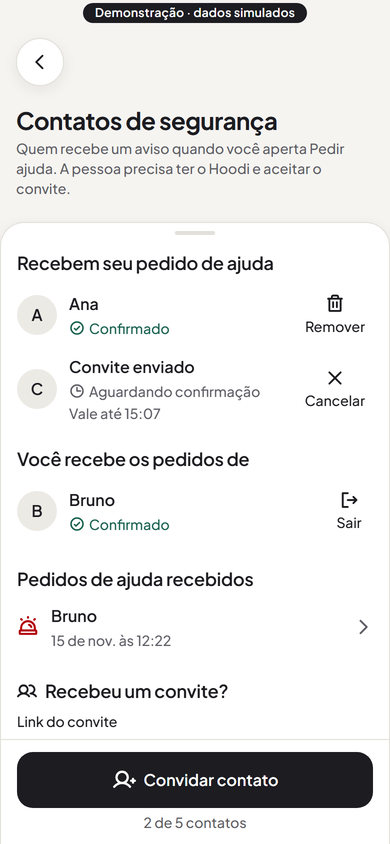 Demonstração · dados simulados
Contatos de segurança
Quem recebe um aviso quando você aperta Pedir
ajuda. A pessoa precisa ter o Hoodi e aceitar o
convite.
Recebem seu pedido de ajuda
A
Ana
Confirmado
Remover
C
Convite enviado
Aguardando confirmação
Vale até 15:07
Cancelar
Você recebe os pedidos de
B
Bruno
Confirmado
Sair
Pedidos de ajuda recebidos
Bruno
15 de nov. às 12:22
Recebeu um convite?
Link do convite
Convidar contato
2 de 5 contatos